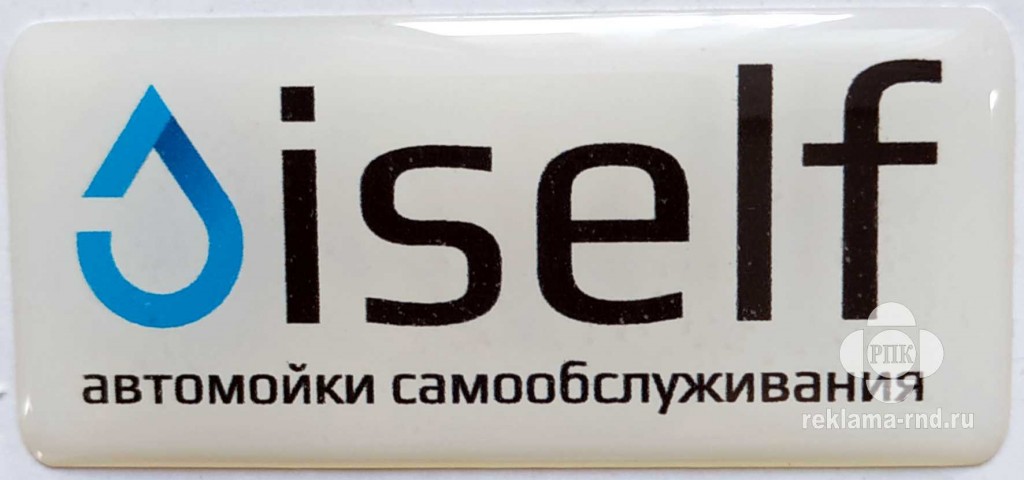 iself
автомойки самообслуживания
РПК
reklama-rnd.ru